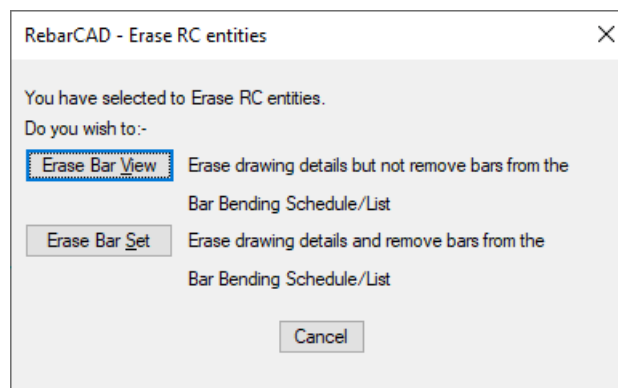 RebarCAD - Erase RC entities
You have selected to Erase RC entities.
Do you wish to:-
Erase Bar View Erase drawing details but not remove bars from the
Bar Bending Schedule/List
Erase Bar Set Erase drawing details and remove bars from the
Bar Bending Schedule/List
Cancel